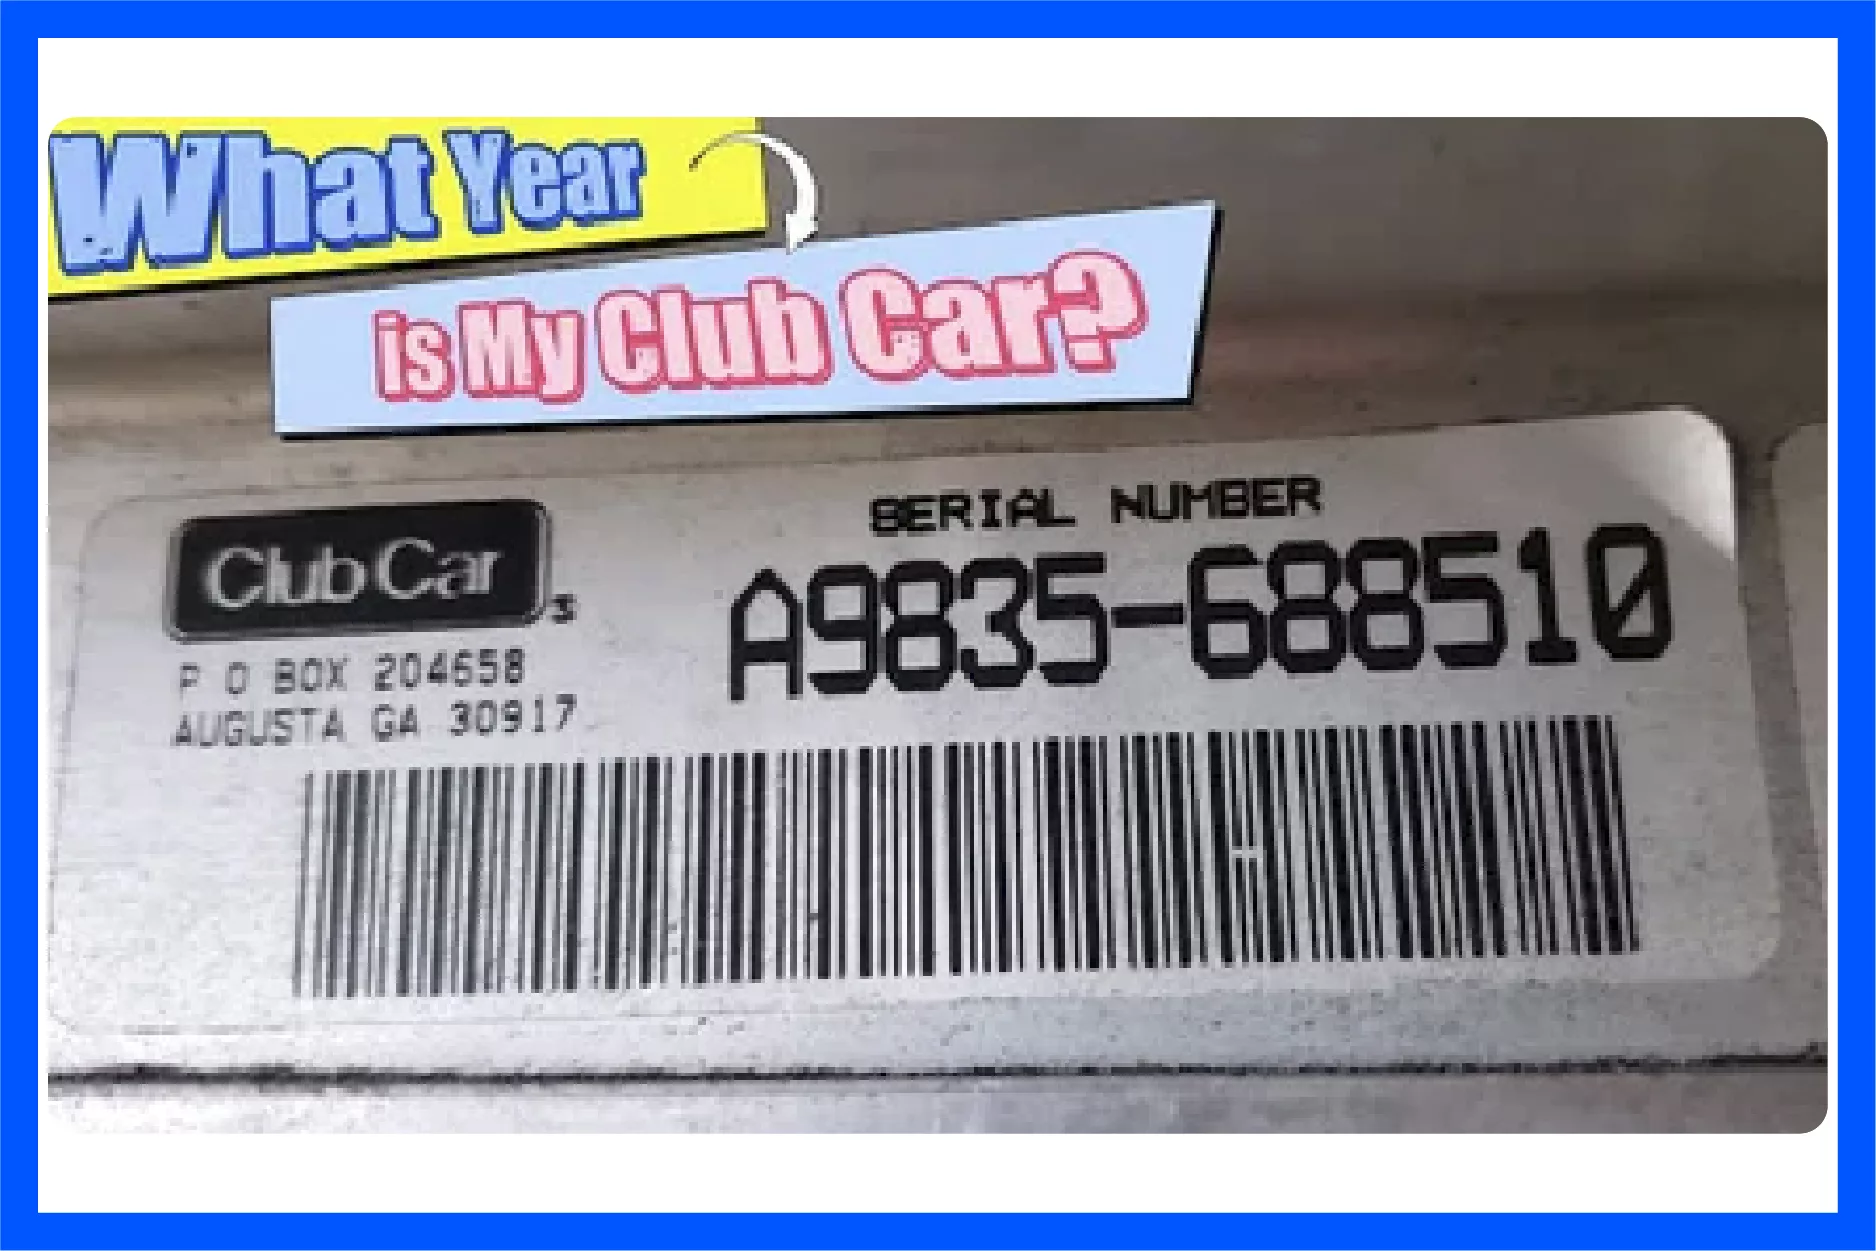 What Year
is My Club Car?
Club Car
SERIAL NUMBER
A9835-688510
P O BOX 204658
AUGUSTA GA 30917